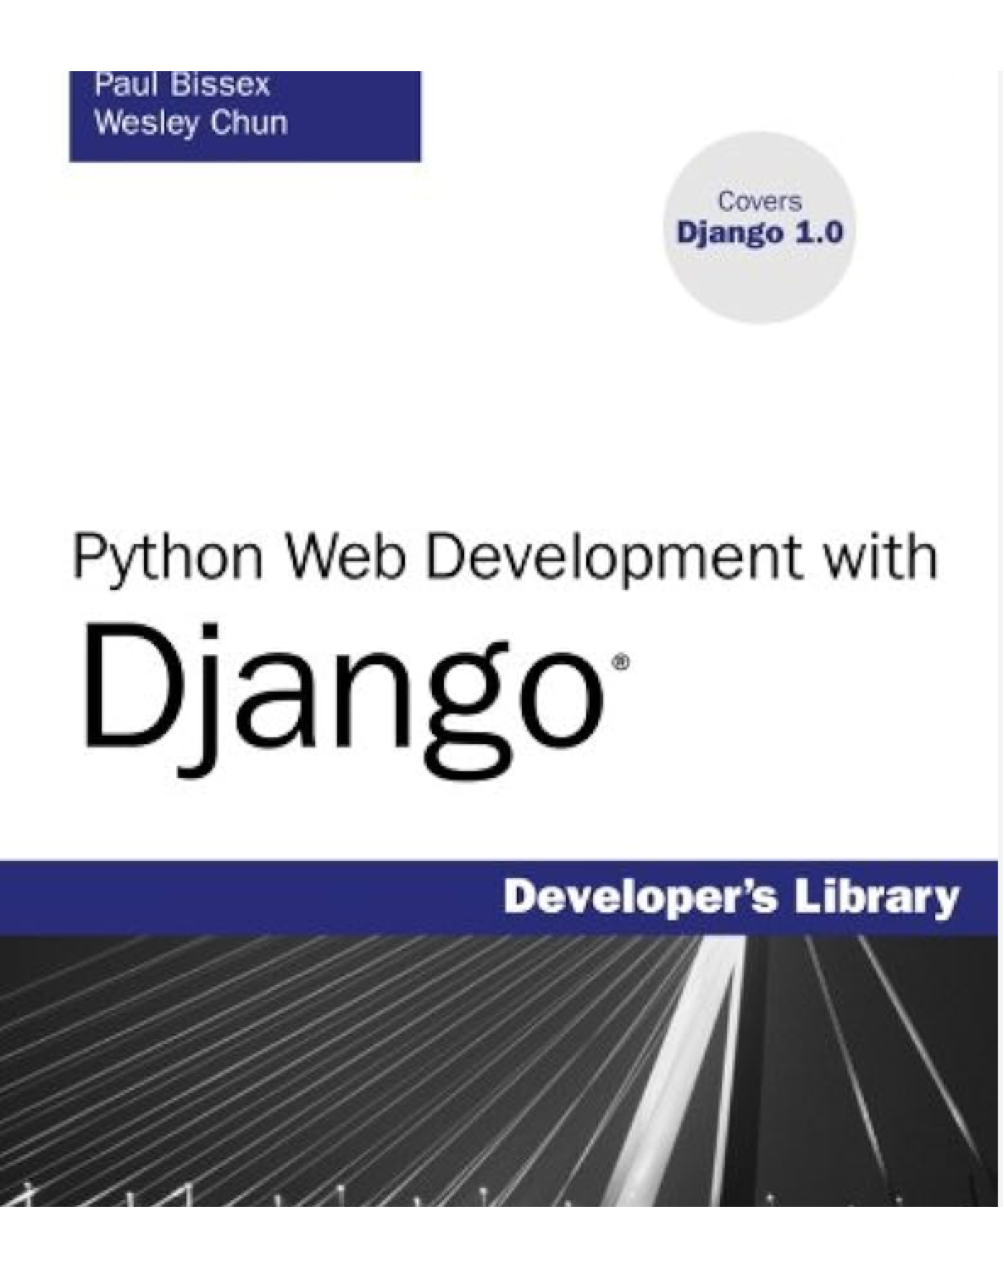 Paul Bissex
Wesley Chun
Covers
Django 1.0
Python Web Development with
Django®
Developer's Library